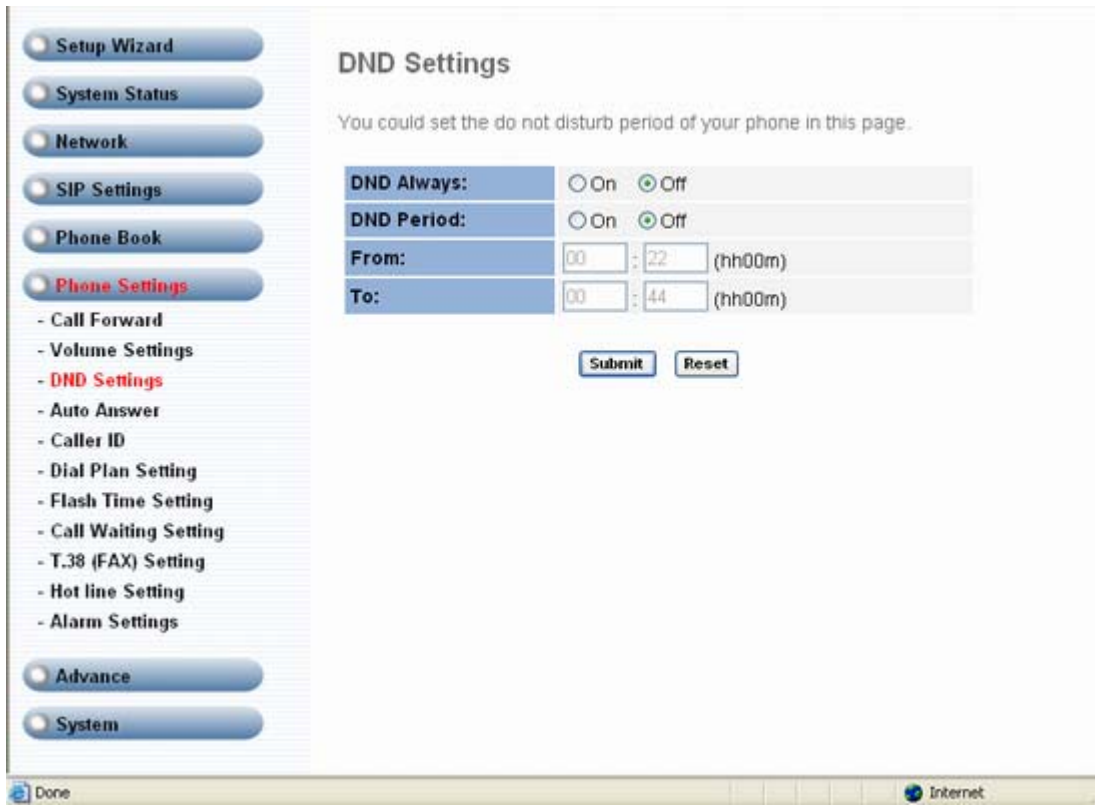 Setup Wizard
System Status
Network
SIP Settings
Phone Book
Phone Settings
- Call Forward
- Volume Settings
- DND Settings
- Auto Answer
- Caller ID
- Dial Plan Setting
- Flash Time Setting
- Call Waiting Setting
- T.38 (FAX) Setting
- Hot line Setting
- Alarm Settings
Advance
System
DND Settings
You could set the do not disturb period of your phone in this page.
DND Always: On Off
DND Period: On Off
From: 00 : 22 (hh00m)
To: 00 : 44 (hh00m)
Submit Reset
Done Internet